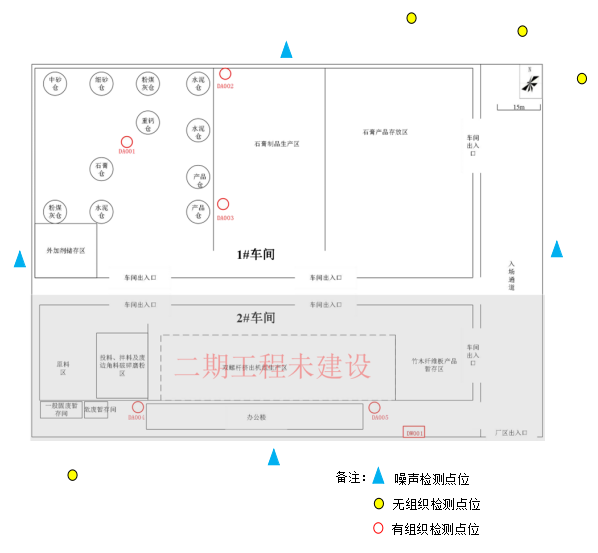 中砂
仓
细砂
仓
粉煤
灰仓
水泥
仓
DA002
S
15m
重钙
仓
水泥
仓
DA001
石膏制品生产区
石膏产品存放区
车间
出入
口
石膏
仓
产品
仓
粉煤
灰仓
水泥
仓
产品
仓
DA003
外加剂储存区
1#车间
入
场
通
道
车间出入口
车间出入口
车间出入口
车间出入口
2#车间
原料
区
投料、拌料及废
边角料破碎磨粉
区
二期工程未建设
竹木纤维板产品
暂存区
车间
出入
口
一般固废暂
存间
危废暂存间
DA004
办公楼
DA005
DW001
厂区出入口
备注：
噪声检测点位
无组织检测点位
有组织检测点位